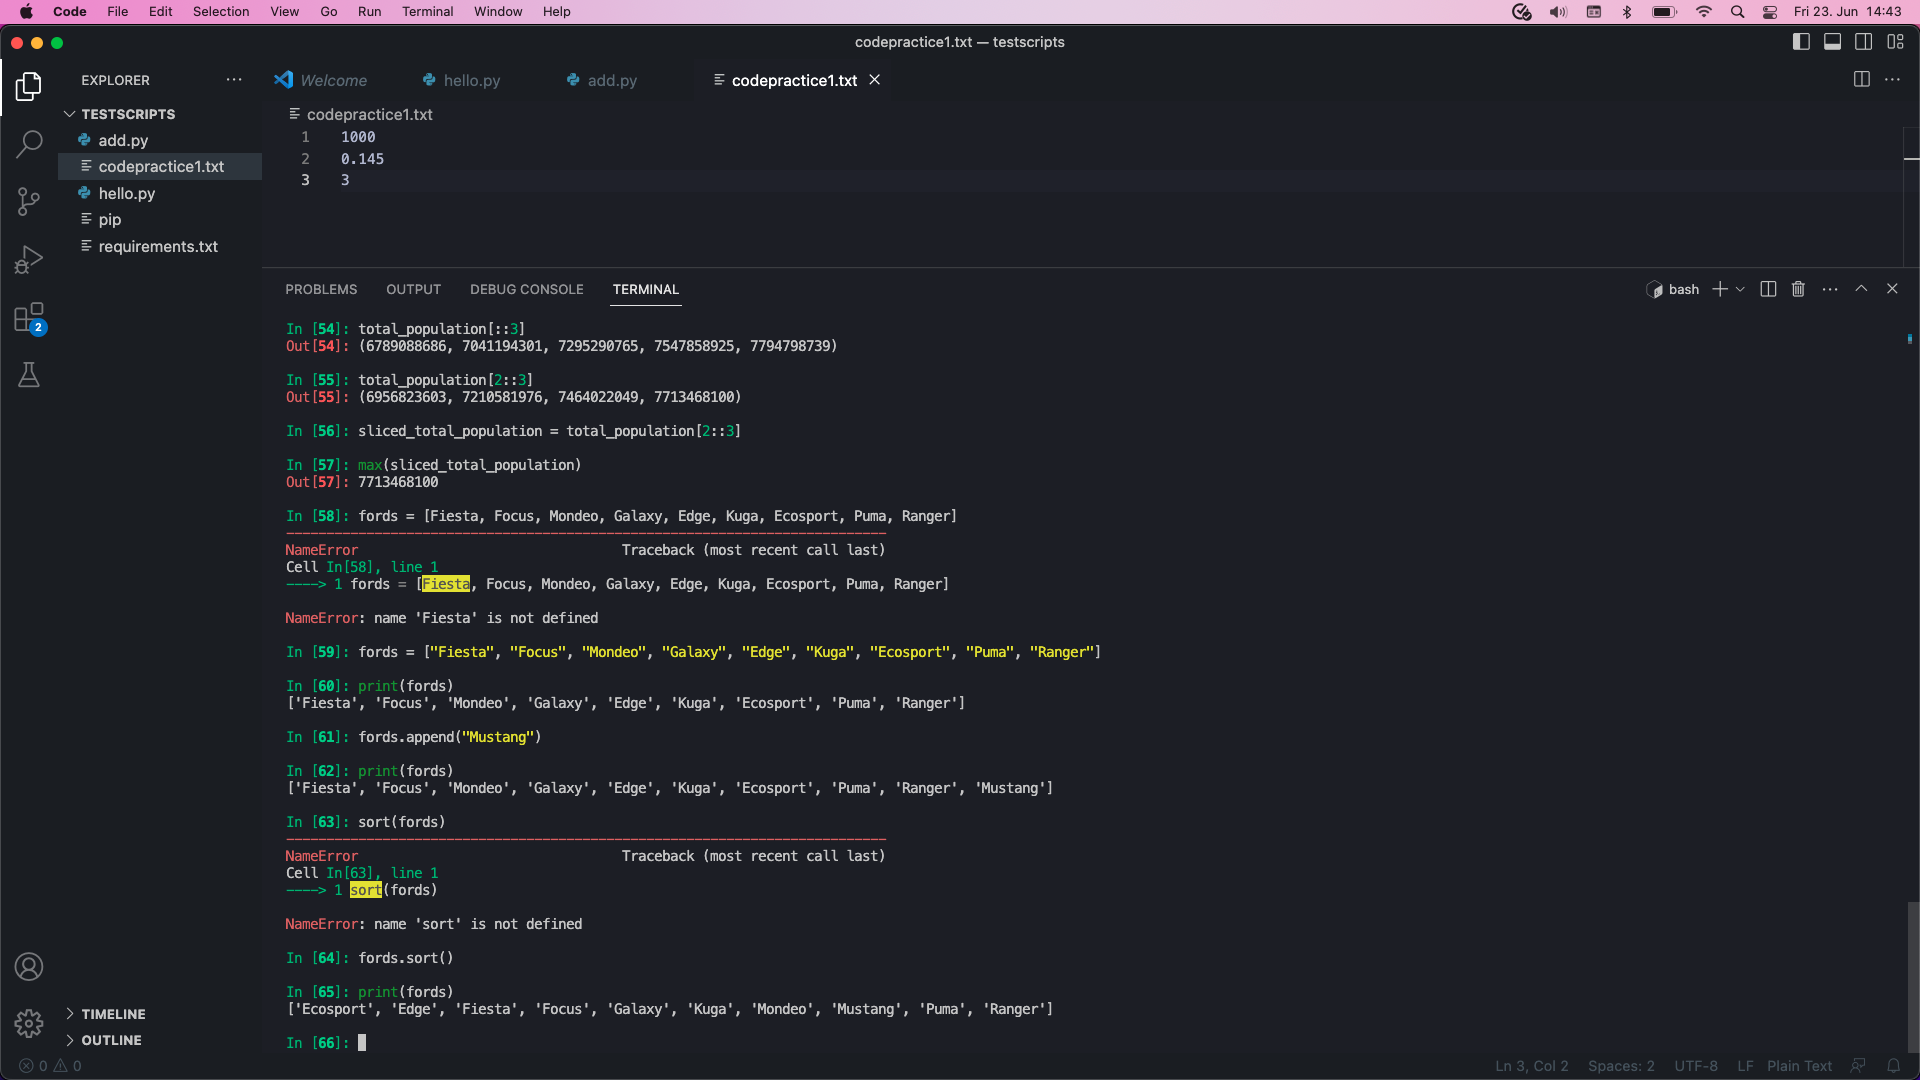 Code File Edit Selection View Go Run Terminal Window Help Fri 23. Jun 14:43
codepractice1.txt — testscripts
EXPLORER
Welcome hello.py add.py codepractice1.txt
TESTSCRIPTS
add.py
codepractice1.txt
hello.py
pip
requirements.txt
2
TIMELINE
OUTLINE
codepractice1.txt
1 1000
2 0.145
3 3
PROBLEMS OUTPUT DEBUG CONSOLE TERMINAL bash
In [54]: total_population[::3]
Out[54]: (6789088686, 7041194301, 7295290765, 7547858925, 7794798739)
In [55]: total_population[2::3]
Out[55]: (6956823603, 7210581976, 7464022049, 7713468100)
In [56]: sliced_total_population = total_population[2::3]
In [57]: max(sliced_total_population)
Out[57]: 7713468100
In [58]: fords = [Fiesta, Focus, Mondeo, Galaxy, Edge, Kuga, Ecosport, Puma, Ranger]
---------------------------------------------------------------------------
NameError Traceback (most recent call last)
Cell In[58], line 1
----> 1 fords = [Fiesta, Focus, Mondeo, Galaxy, Edge, Kuga, Ecosport, Puma, Ranger]
NameError: name 'Fiesta' is not defined
In [59]: fords = ["Fiesta", "Focus", "Mondeo", "Galaxy", "Edge", "Kuga", "Ecosport", "Puma", "Ranger"]
In [60]: print(fords)
['Fiesta', 'Focus', 'Mondeo', 'Galaxy', 'Edge', 'Kuga', 'Ecosport', 'Puma', 'Ranger']
In [61]: fords.append("Mustang")
In [62]: print(fords)
['Fiesta', 'Focus', 'Mondeo', 'Galaxy', 'Edge', 'Kuga', 'Ecosport', 'Puma', 'Ranger', 'Mustang']
In [63]: sort(fords)
---------------------------------------------------------------------------
NameError Traceback (most recent call last)
Cell In[63], line 1
----> 1 sort(fords)
NameError: name 'sort' is not defined
In [64]: fords.sort()
In [65]: print(fords)
['Ecosport', 'Edge', 'Fiesta', 'Focus', 'Galaxy', 'Kuga', 'Mondeo', 'Mustang', 'Puma', 'Ranger']
In [66]:
0 0 Ln 3, Col 2 Spaces: 2 UTF-8 LF Plain Text